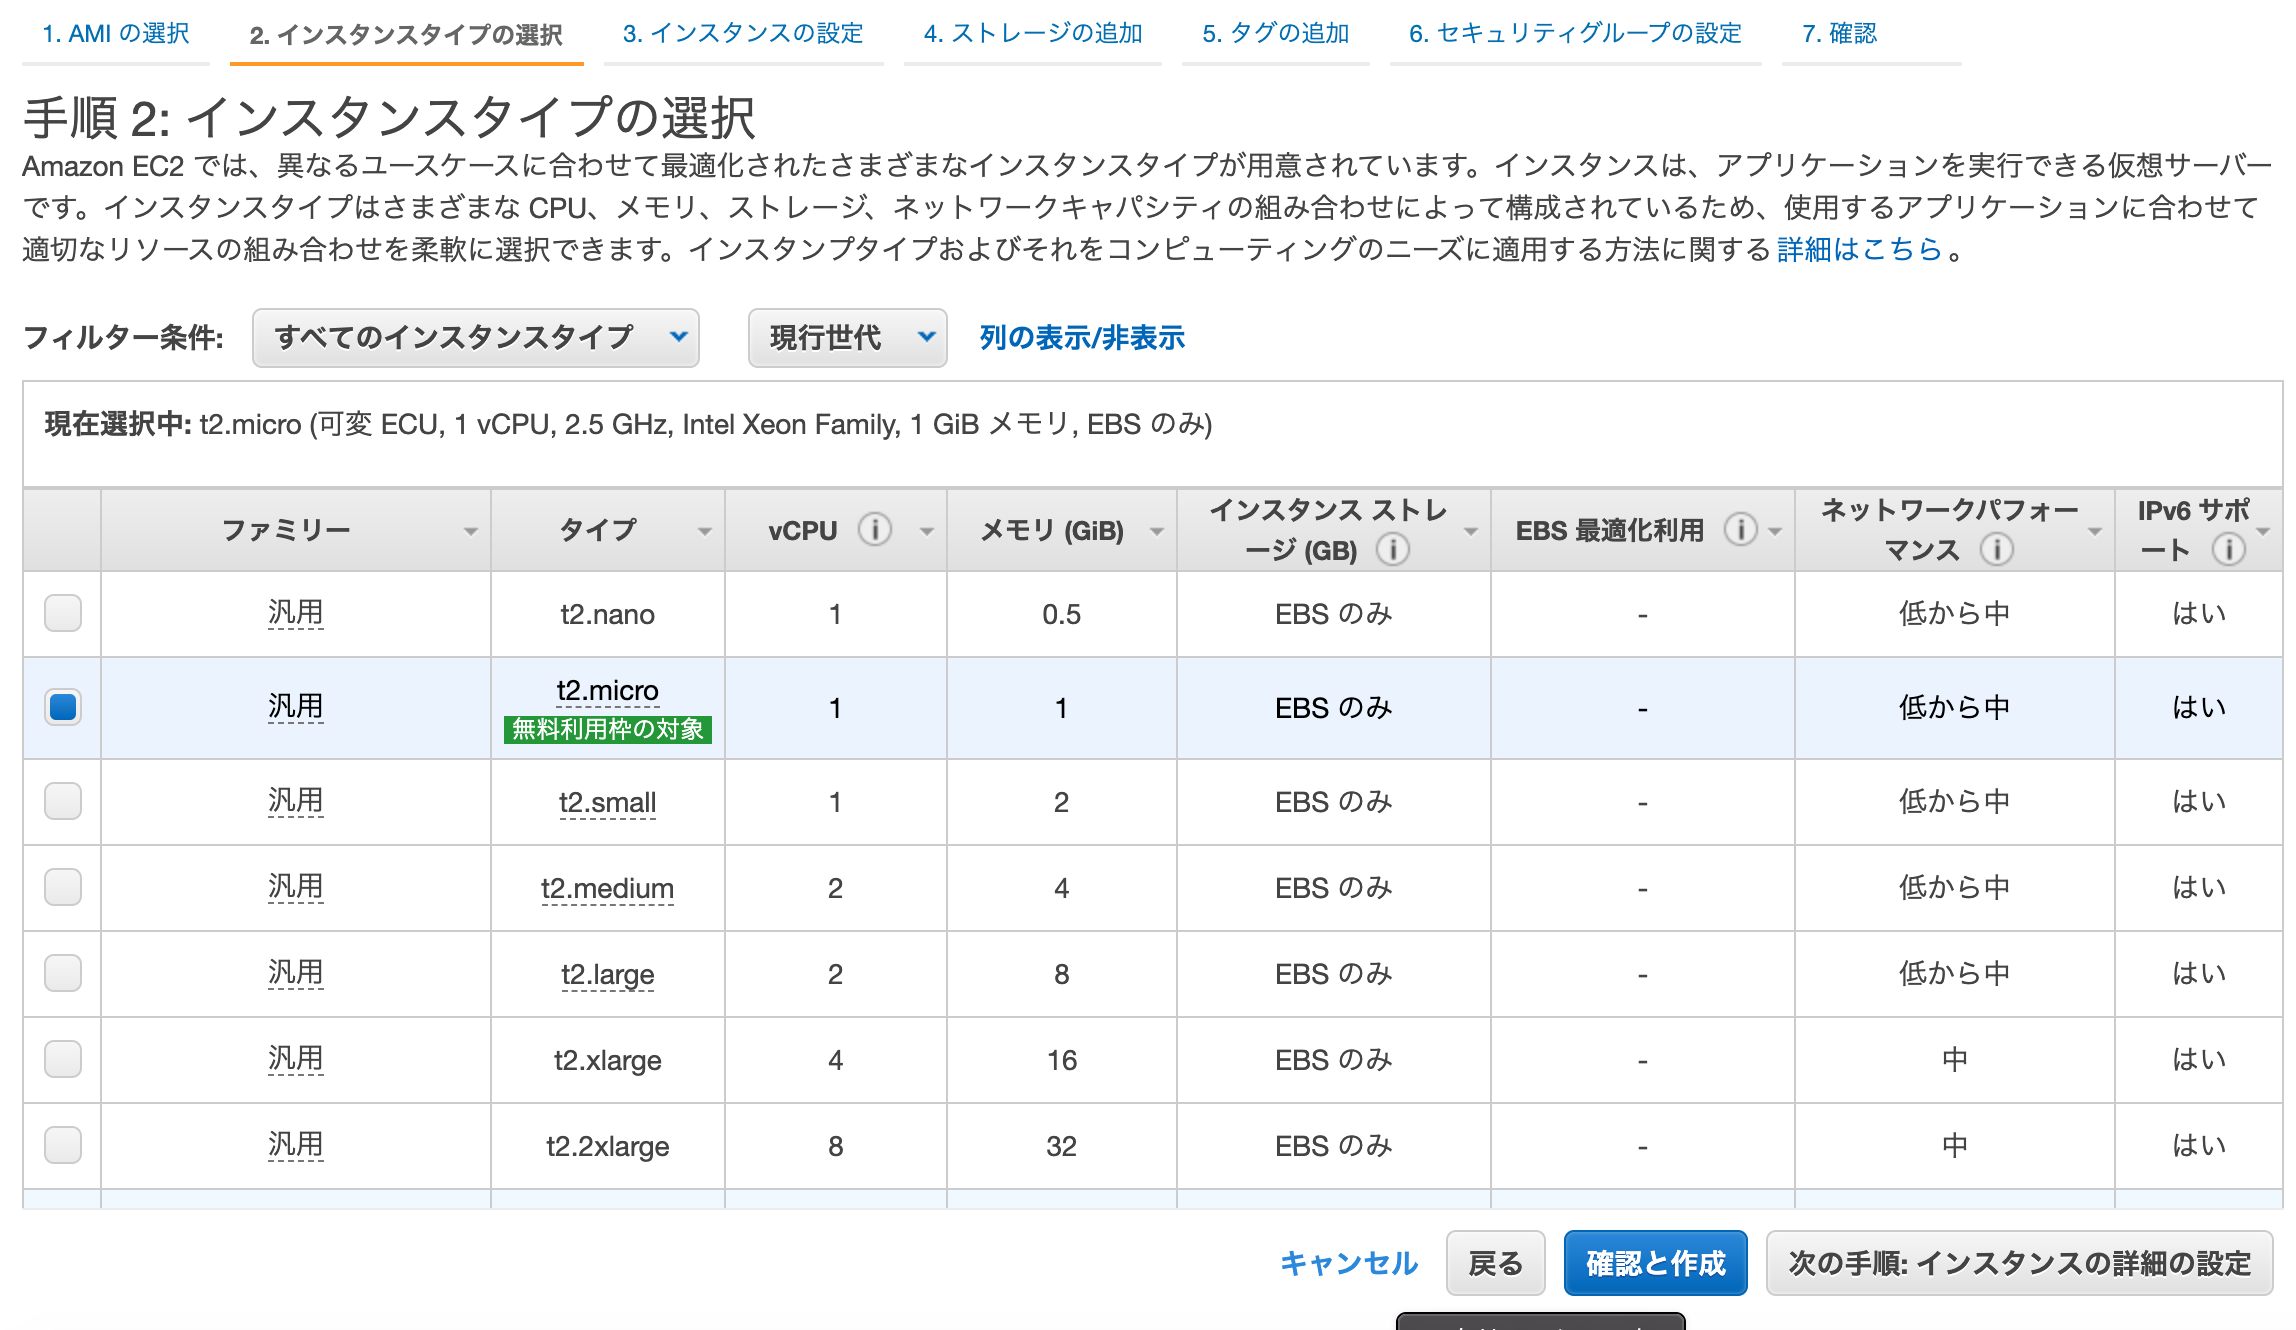 1. AMI の選択 2. インスタンスタイプの選択 3. インスタンスの設定 4. ストレージの追加 5. タグの追加 6. セキュリティグループの設定 7. 確認
手順 2: インスタンスタイプの選択
Amazon EC2 では、異なるユースケースに合わせて最適化されたさまざまなインスタンスタイプが用意されています。インスタンスは、アプリケーションを実行できる仮想サーバー
です。インスタンスタイプはさまざまな CPU、メモリ、ストレージ、ネットワークキャパシティの組み合わせによって構成されているため、使用するアプリケーションに合わせて
適切なリソースの組み合わせを柔軟に選択できます。インスタンプタイプおよびそれをコンピューティングのニーズに適用する方法に関する 詳細はこちら 。
フィルター条件: すべてのインスタンスタイプ 現行世代 列の表示/非表示
現在選択中: t2.micro (可変 ECU, 1 vCPU, 2.5 GHz, Intel Xeon Family, 1 GiB メモリ, EBS のみ)
ファミリー タイプ vCPU メモリ (GiB) インスタンス ストレージ (GB) EBS 最適化利用 ネットワークパフォーマンス IPv6 サポート
汎用 t2.nano 1 0.5 EBS のみ - 低から中 はい
汎用 t2.micro 無料利用枠の対象 1 1 EBS のみ - 低から中 はい
汎用 t2.small 1 2 EBS のみ - 低から中 はい
汎用 t2.medium 2 4 EBS のみ - 低から中 はい
汎用 t2.large 2 8 EBS のみ - 低から中 はい
汎用 t2.xlarge 4 16 EBS のみ - 中 はい
汎用 t2.2xlarge 8 32 EBS のみ - 中 はい
キャンセル 戻る 確認と作成 次の手順: インスタンスの詳細の設定